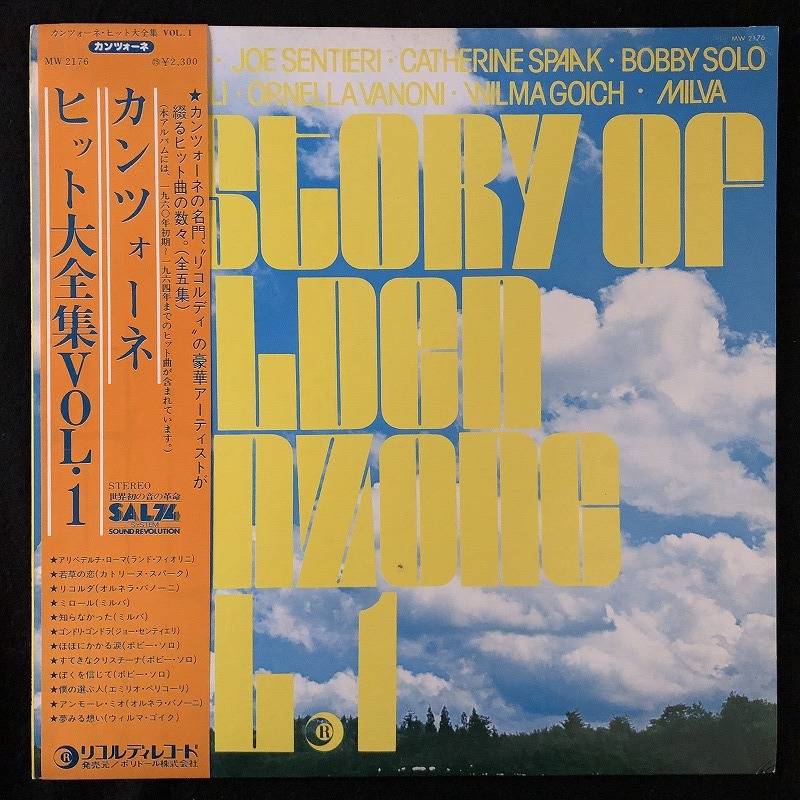 カンツォーネ・ヒット大全集 VOL.1
カンツォーネ
MW 2176
¥2,300
★カンツォーネの名門、"リコルディ"の豪華アーティストが
綴るヒット曲の数々。(全五集)
(本アルバムには、一九六〇年初期~一九六四年までのヒット曲が含まれています。)
カンツォーネ
ヒット大全集VOL.1
STEREO
世界初の音の革命
SAL74
SYSTEM
SOUND REVOLUTION
★アリベデルチ・ローマ(ランド・フィオリニ)
★若草の恋(カトリーヌ・スパーク)
★リコルダ(オルネラ・バノーニ)
★ミロール(ミルバ)
★知らなかった(ミルバ)
★ゴンドリ・ゴンドラ(ジョー・センティエリ)
★ほほにかかる涙(ボビー・ソロ)
★すてきなクリスチーナ(ボビー・ソロ)
★ぼくを信じて(ボビー・ソロ)
★僕の選ぶ人(エミリオ・ペリコーリ)
★アンモーレ・ミオ(オルネラ・バノーニ)
★夢みる想い(ウィルマ・ゴイク)
R リコルディレコード
発売元/ポリドール株式会社
MW 2176
· JOE SENTIERI · CATHERINE SPAAK · BOBBY SOLO
LI · ORNELLA VANONI · WILMA GOICH · MILVA
STORY OF
LDEN
NZONE
L.1
R